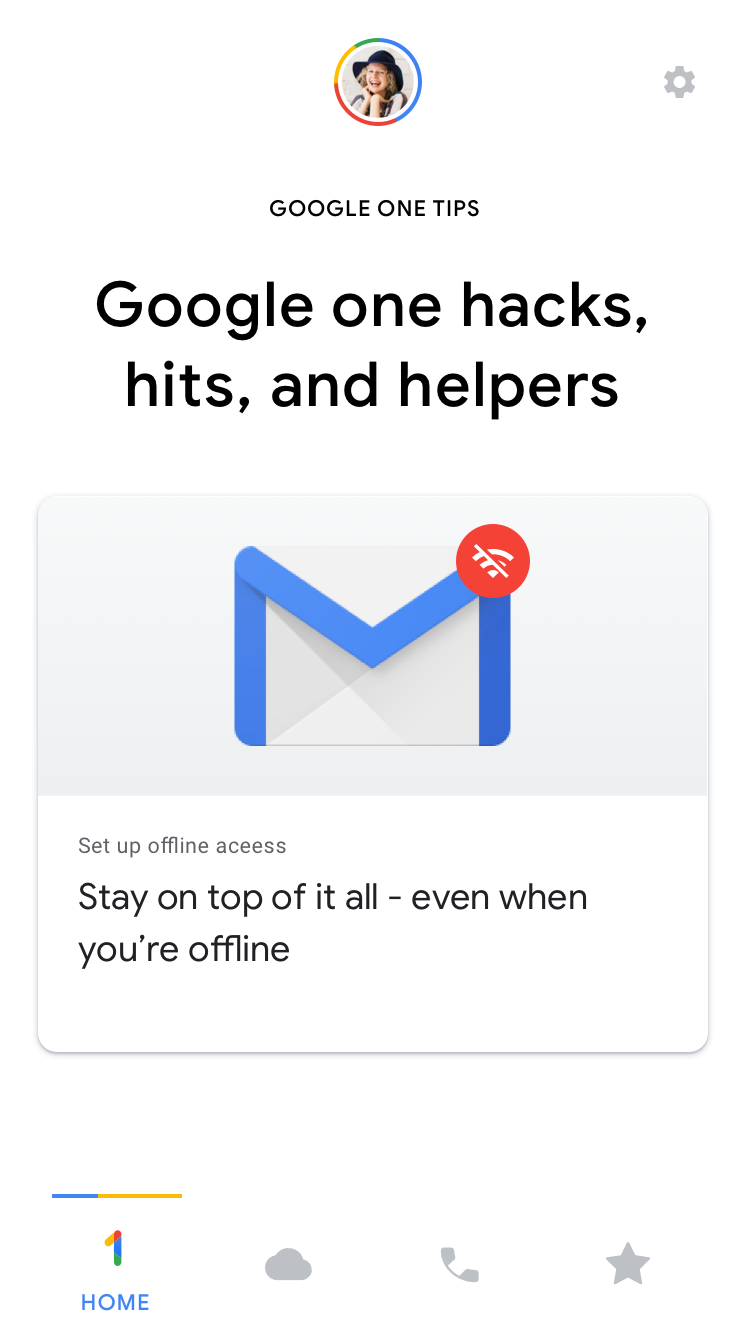 GOOGLE ONE TIPS
Google one hacks,
hits, and helpers
Set up offline aceess
Stay on top of it all - even when
you’re offline
HOME